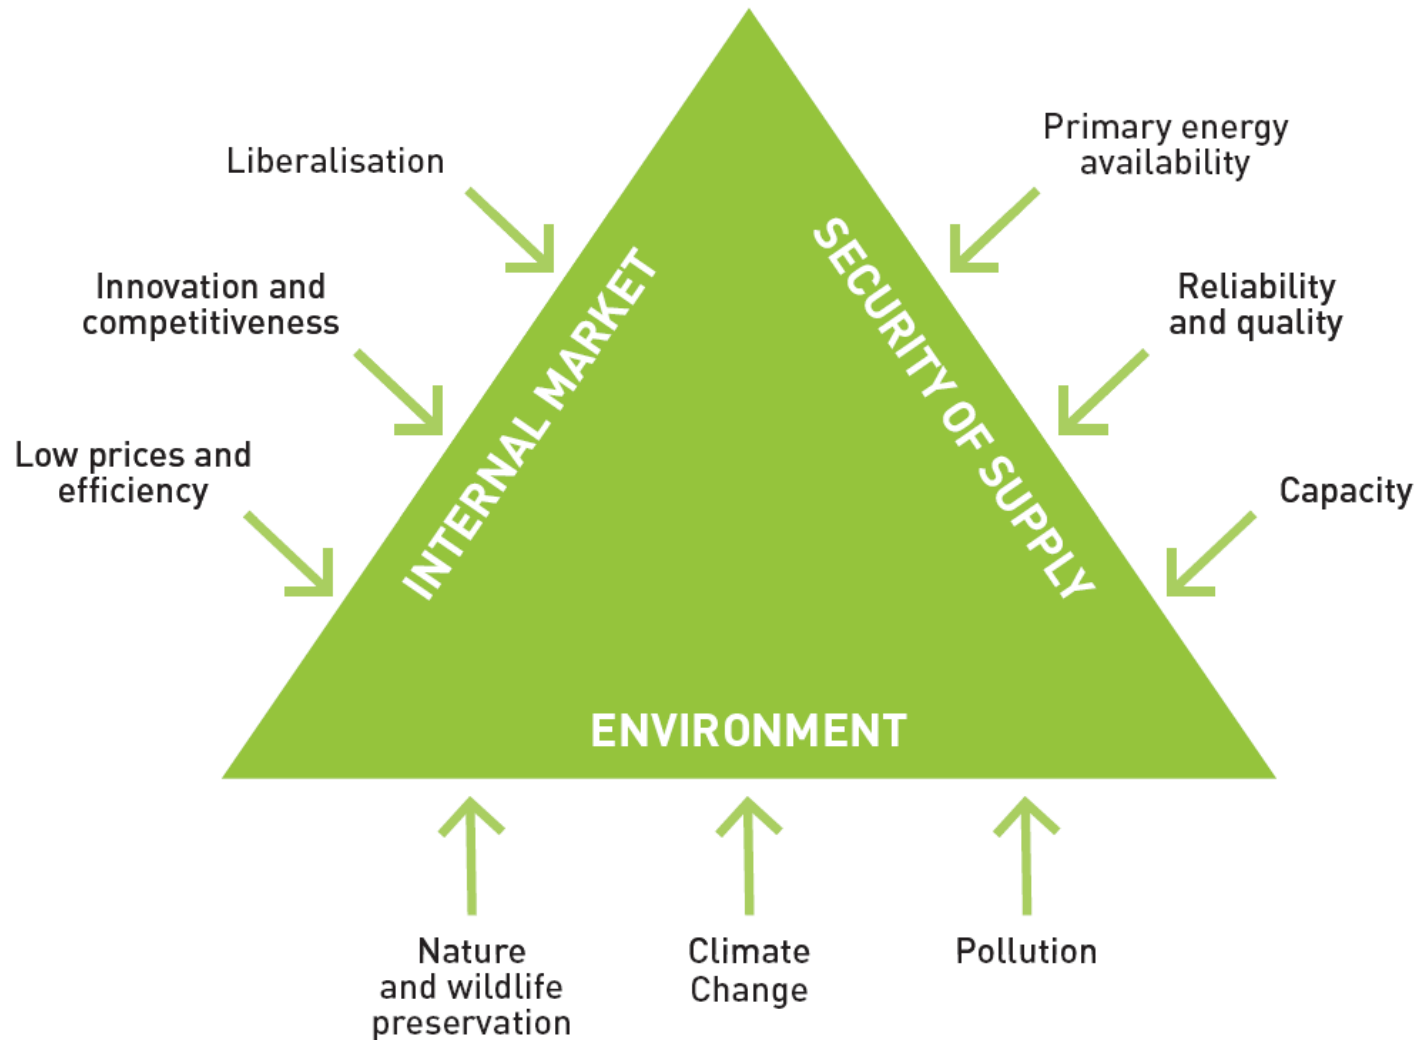 Liberalisation
Innovation and
competitiveness
Low prices and
efficiency
INTERNAL MARKET
Primary energy
availability
Reliability
and quality
Capacity
SECURITY OF SUPPLY
ENVIRONMENT
Nature
and wildlife
preservation
Climate
Change
Pollution